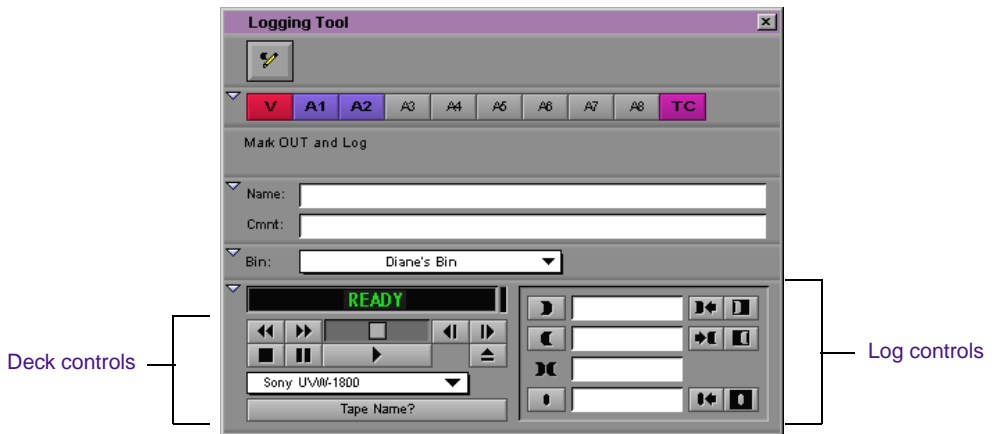 Logging Tool
V A1 A2 A3 A4 A5 A6 A7 A8 TC
Mark OUT and Log
Name:
Cmnt:
Bin: Diane's Bin
READY
Deck controls
Log controls
Sony UVW-1800
Tape Name?